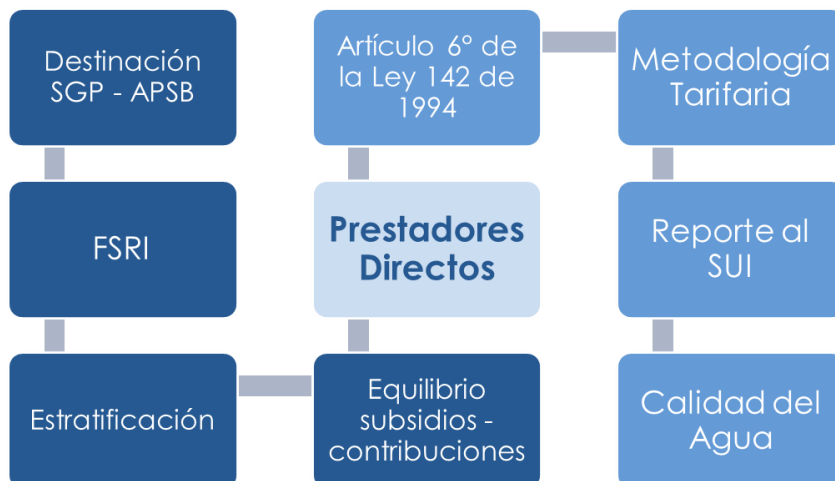 Destinación
SGP - APSB
FSRI
Estratificación
Equilibrio
subsidios -
contribuciones
Prestadores
Directos
Artículo 6° de
la Ley 142 de
1994
Metodología
Tarifaria
Reporte al
SUI
Calidad del
Agua